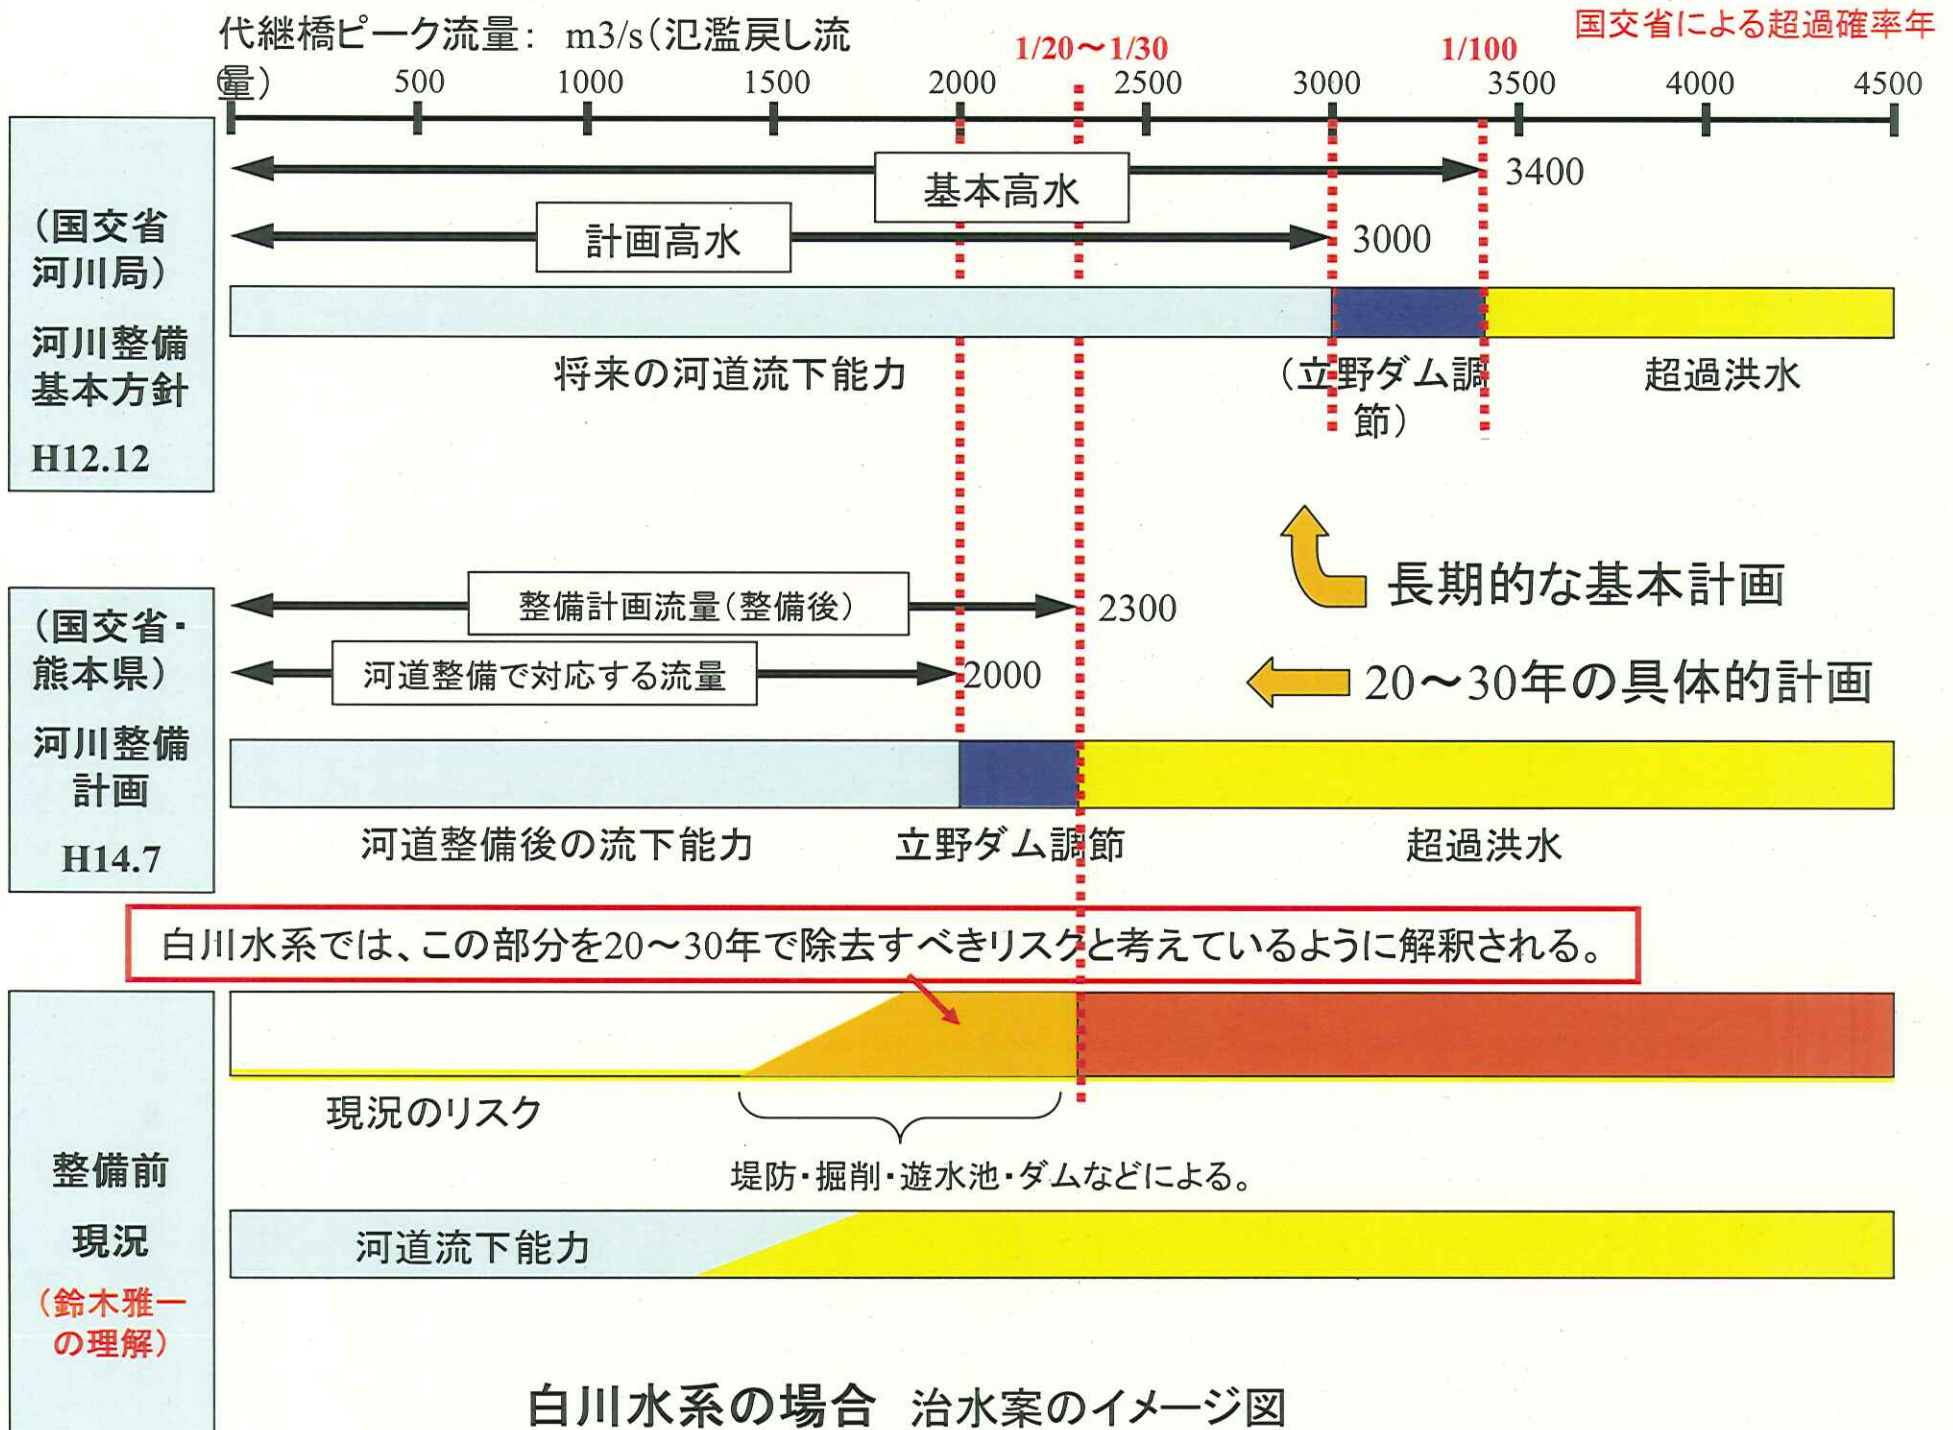 国交省による超過確率年
代継橋ピーク流量： m3/s（氾濫戻し流
量）
1/20～1/30
1/100
500
1000
1500
2000
2500
3000
3500
4000
4500
（国交省
河川局）
河川整備
基本方針
H12.12
基本高水
3400
計画高水
3000
将来の河道流下能力
（立野ダム調
節）
超過洪水
長期的な基本計画
（国交省・
熊本県）
河川整備
計画
H14.7
整備計画流量（整備後）
2300
河道整備で対応する流量
2000
20～30年の具体的計画
河道整備後の流下能力
立野ダム調節
超過洪水
白川水系では、この部分を20～30年で除去すべきリスクと考えているように解釈される。
現況のリスク
堤防・掘削・遊水池・ダムなどによる。
整備前
現況
（鈴木雅一
の理解）
河道流下能力
白川水系の場合 治水案のイメージ図